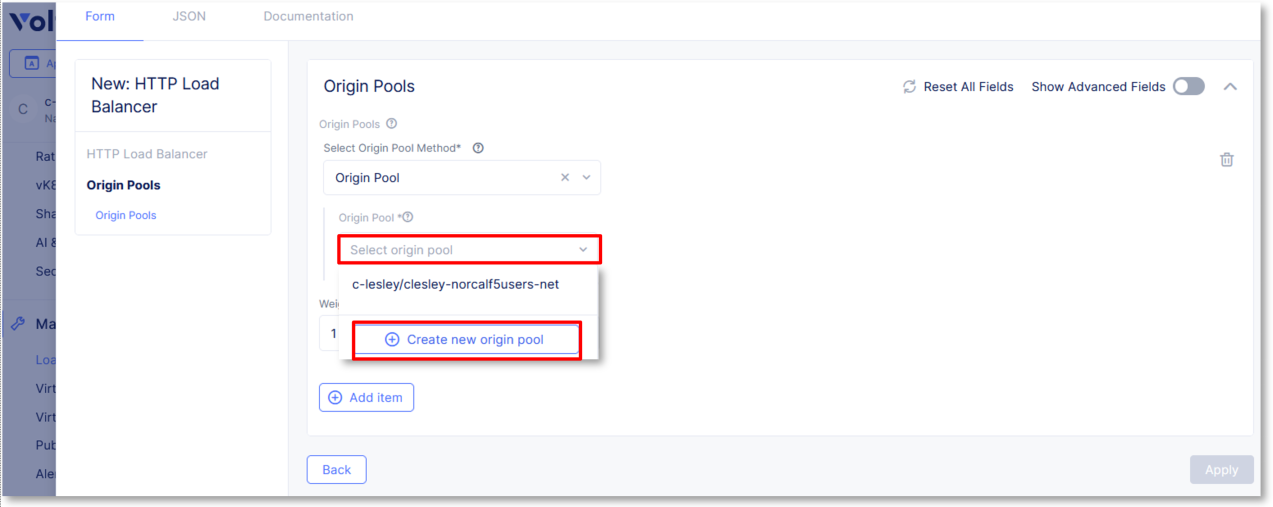 Form JSON Documentation
Vol
C
Rat
vK8
Sha
AI &
Sec
Ma
Loa
Virt
Virt
Pub
Aler
New: HTTP Load
Balancer
HTTP Load Balancer
Origin Pools
Origin Pools
Origin Pools
Reset All Fields
Show Advanced Fields
Origin Pools
Select Origin Pool Method*
Origin Pool
Origin Pool *
Select origin pool
c-lesley/clesley-norcalf5users-net
Wei
1
Create new origin pool
Add item
Back
Apply